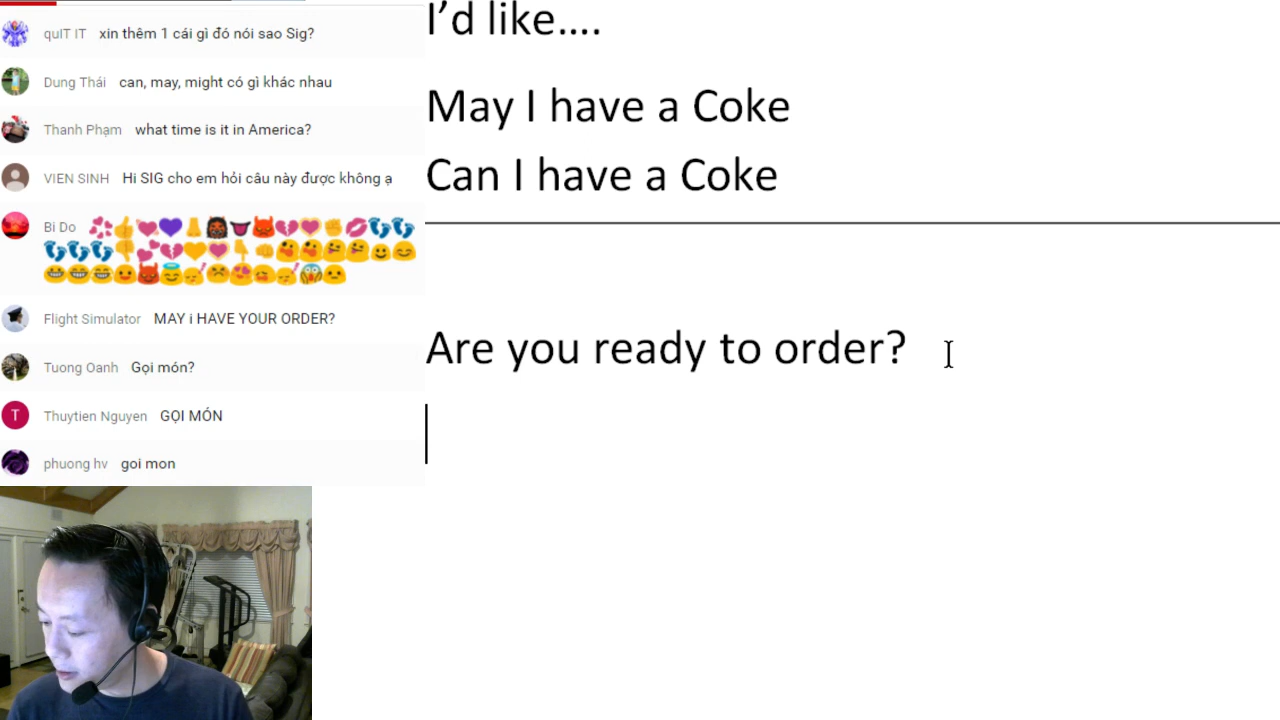 quIT IT xin thêm 1 cái gì đó nói sao Sig?
Dung Thái can, may, might có gì khác nhau
Thanh Phạm what time is it in America?
VIEN SINH Hi SIG cho em hỏi câu này được không ạ
Bi Do
Flight Simulator MAY i HAVE YOUR ORDER?
Tuong Oanh Gọi món?
T Thuytien Nguyen GỌI MÓN
phuong hv goi mon
I’d like....
May I have a Coke
Can I have a Coke
Are you ready to order?